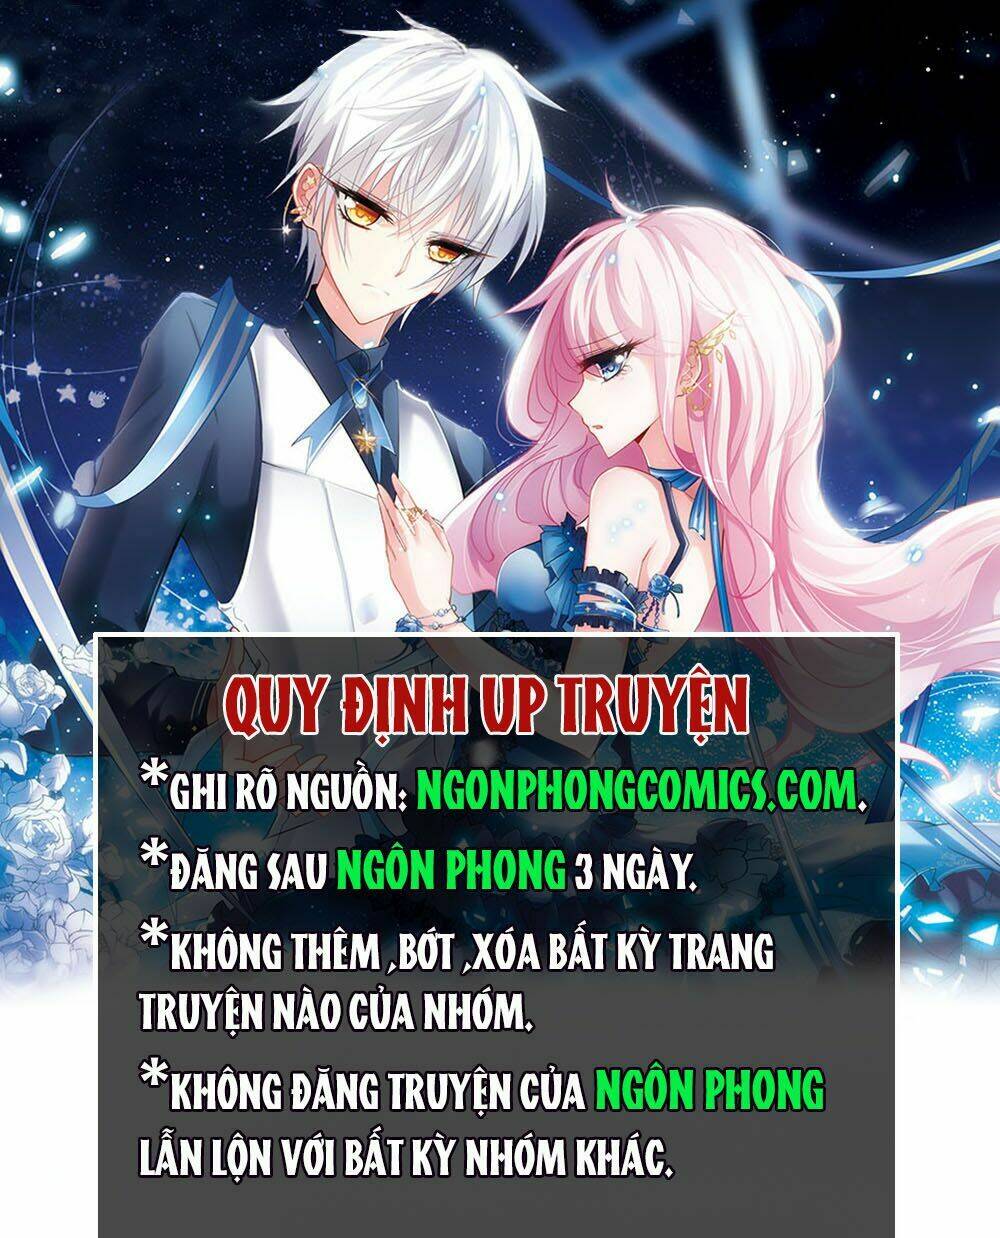 QUY ĐỊNH UP TRUYỆN
*GHI RÕ NGUỒN: NGONPHONGCOMICS.COM.
*ĐĂNG SAU NGÔN PHONG 3 NGÀY.
*KHÔNG THÊM ,BỚT ,XÓA BẤT KỲ TRANG
TRUYỆN NÀO CỦA NHÓM.
*KHÔNG ĐĂNG TRUYỆN CỦA NGÔN PHONG
LẪN LỘN VỚI BẤT KỲ NHÓM KHÁC.